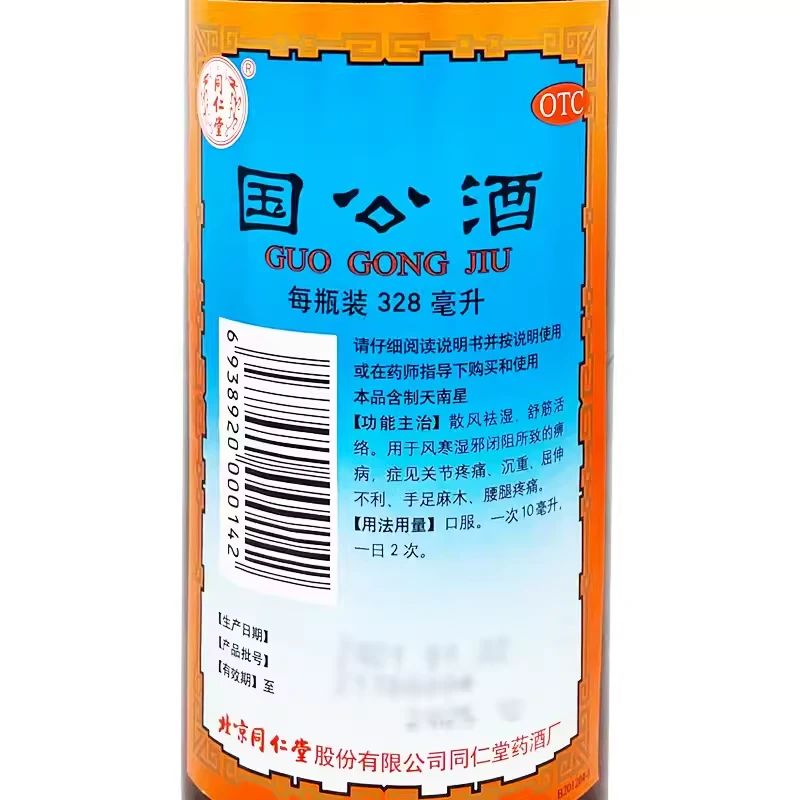 同仁堂
®
OTC
国公酒
GUO GONG JIU
每瓶装 328 毫升
6 938920 000142
请仔细阅读说明书并按说明使用
或在药师指导下购买和使用
本品含制天南星
【功能主治】散风祛湿，舒筋活
络。用于风寒湿邪闭阻所致的痹
病，症见关节疼痛、沉重、屈伸
不利、手足麻木、腰腿疼痛。
【用法用量】口服。一次10毫升，
一日2次。
【生产日期】
【产品批号】
【有效期】至
北京同仁堂股份有限公司同仁堂药酒厂